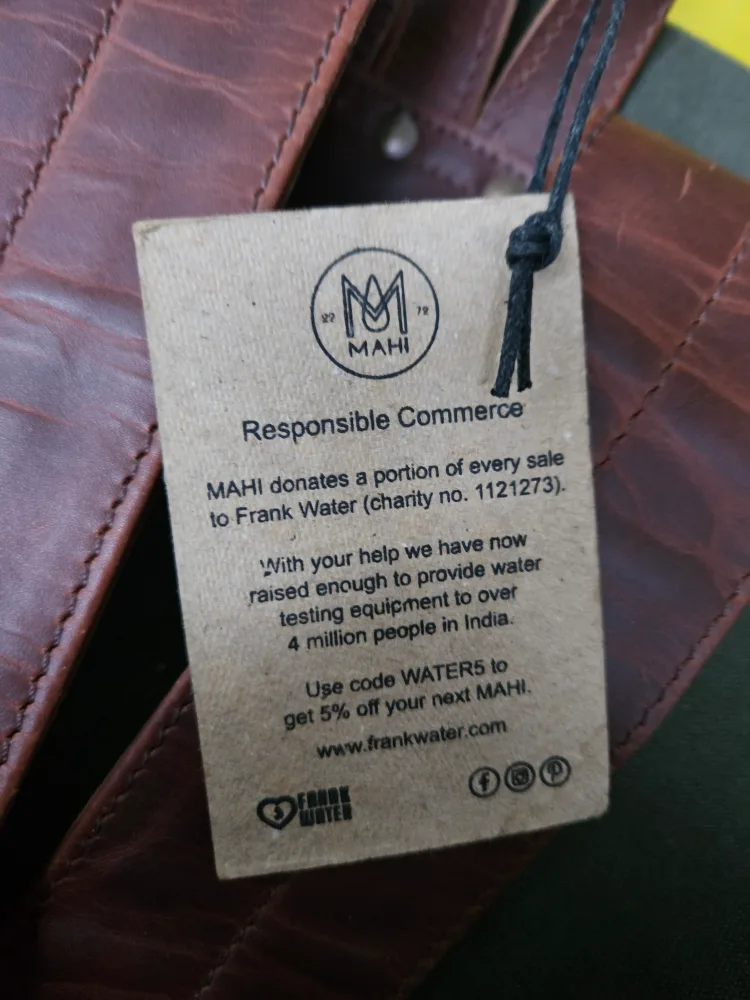 22 72
MAHI
Responsible Commerce
MAHI donates a portion of every sale
to Frank Water (charity no. 1121273).
With your help we have now
raised enough to provide water
testing equipment to over
4 million people in India.
Use code WATER5 to
get 5% off your next MAHI.
www.frankwater.com
FRANK
WATER